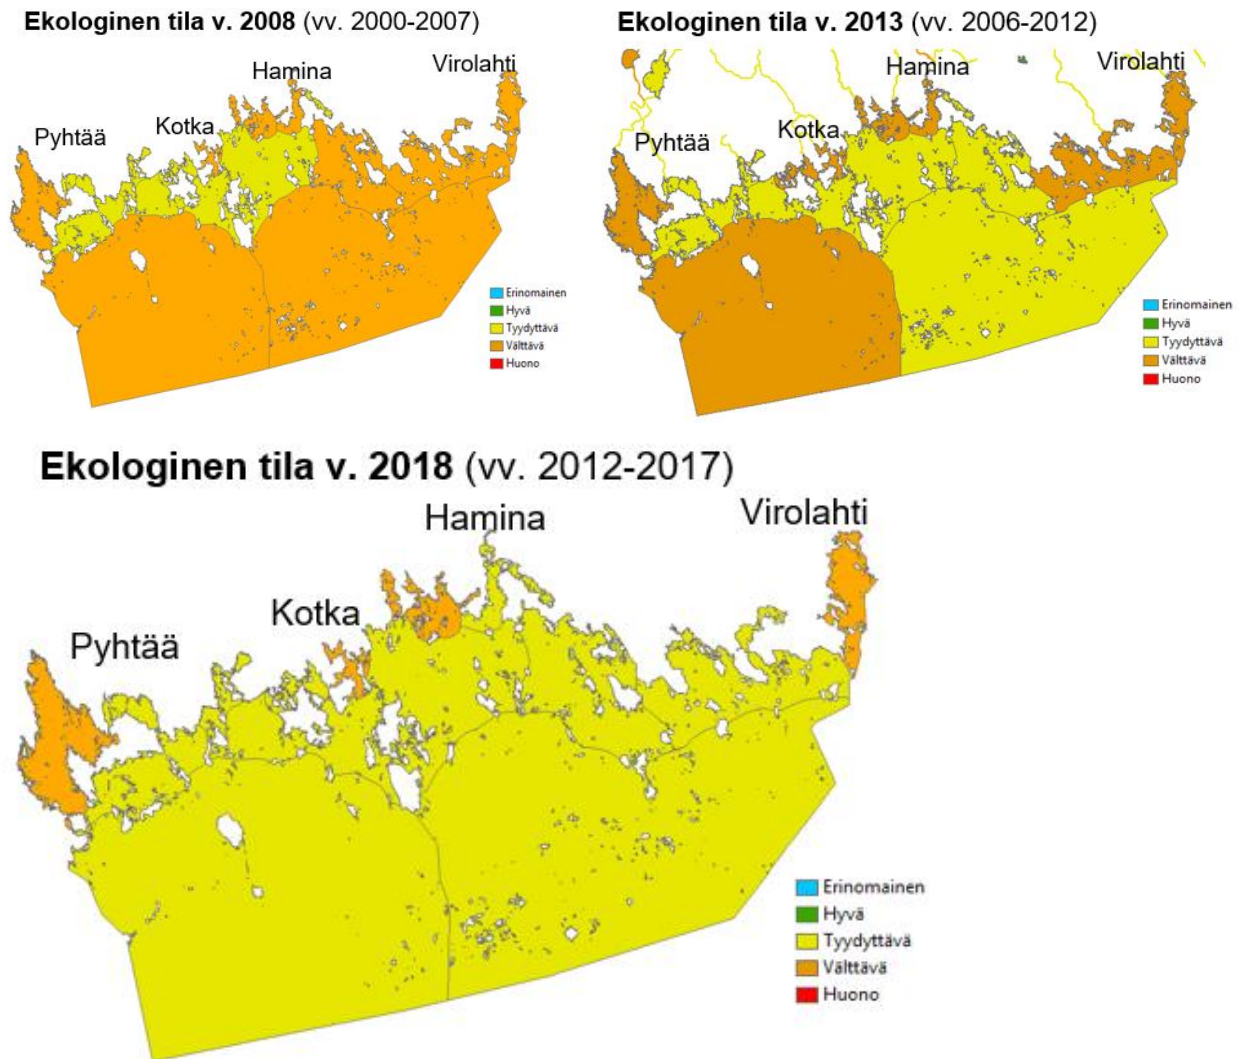 Ekologinen tila v. 2008 (vv. 2000-2007)
Hamina
Virolahti
Kotka
Pyhtää
Erinomainen
Hyvä
Tyydyttävä
Välttävä
Huono
Ekologinen tila v. 2013 (vv. 2006-2012)
Hamina
Virolahti
Kotka
Pyhtää
Erinomainen
Hyvä
Tyydyttävä
Välttävä
Huono
Ekologinen tila v. 2018 (vv. 2012-2017)
Hamina
Virolahti
Kotka
Pyhtää
Erinomainen
Hyvä
Tyydyttävä
Välttävä
Huono